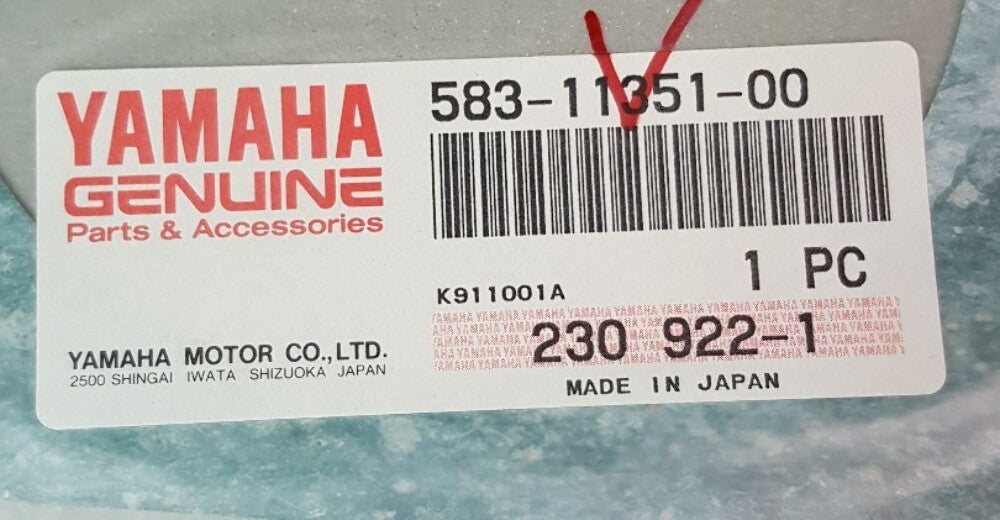 YAMAHA
GENUINE
Parts & Accessories
583-11351-00
1 PC
K911001A
230 922-1
MADE IN JAPAN
YAMAHA MOTOR CO.,LTD.
2500 SHINGAI IWATA SHIZUOKA JAPAN